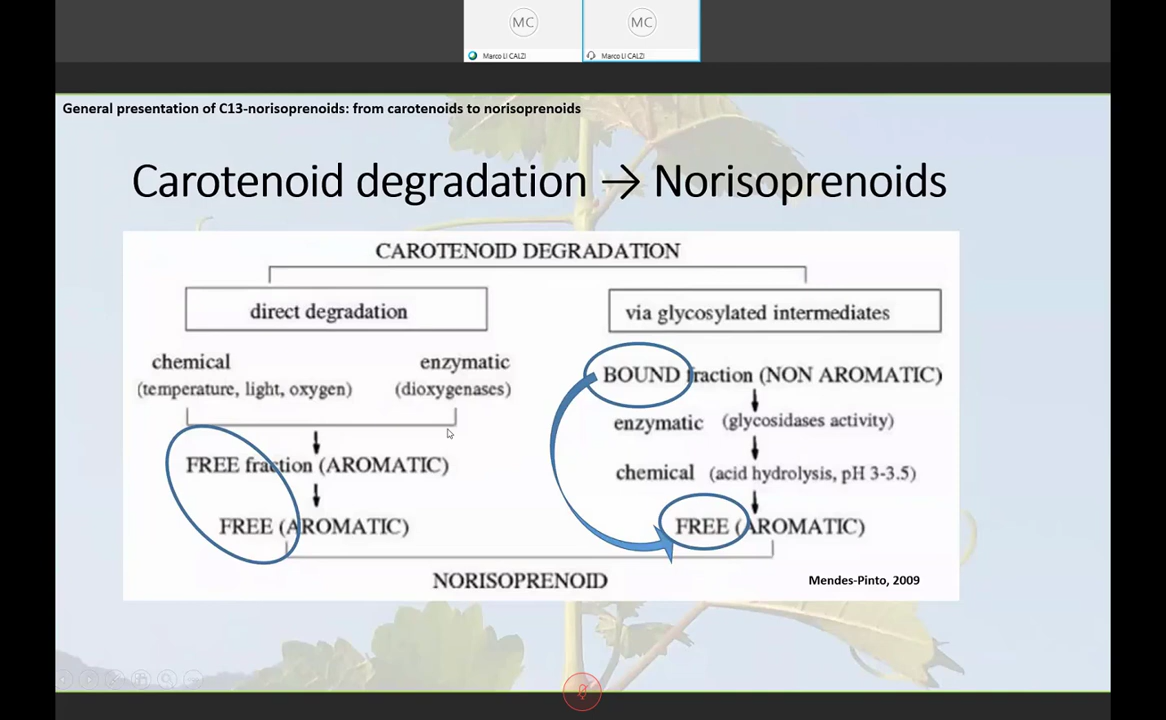 MC
MC
Marco LI CALZI
Marco LI CALZI
General presentation of C13-norisoprenoids: from carotenoids to norisoprenoids
Carotenoid degradation → Norisoprenoids
CAROTENOID DEGRADATION
direct degradation
via glycosylated intermediates
chemical
(temperature, light, oxygen)
enzymatic
(dioxygenases)
FREE fraction (AROMATIC)
FREE (AROMATIC)
BOUND fraction (NON AROMATIC)
enzymatic (glycosidases activity)
chemical (acid hydrolysis, pH 3-3.5)
FREE (AROMATIC)
NORISOPRENOID
Mendes-Pinto, 2009